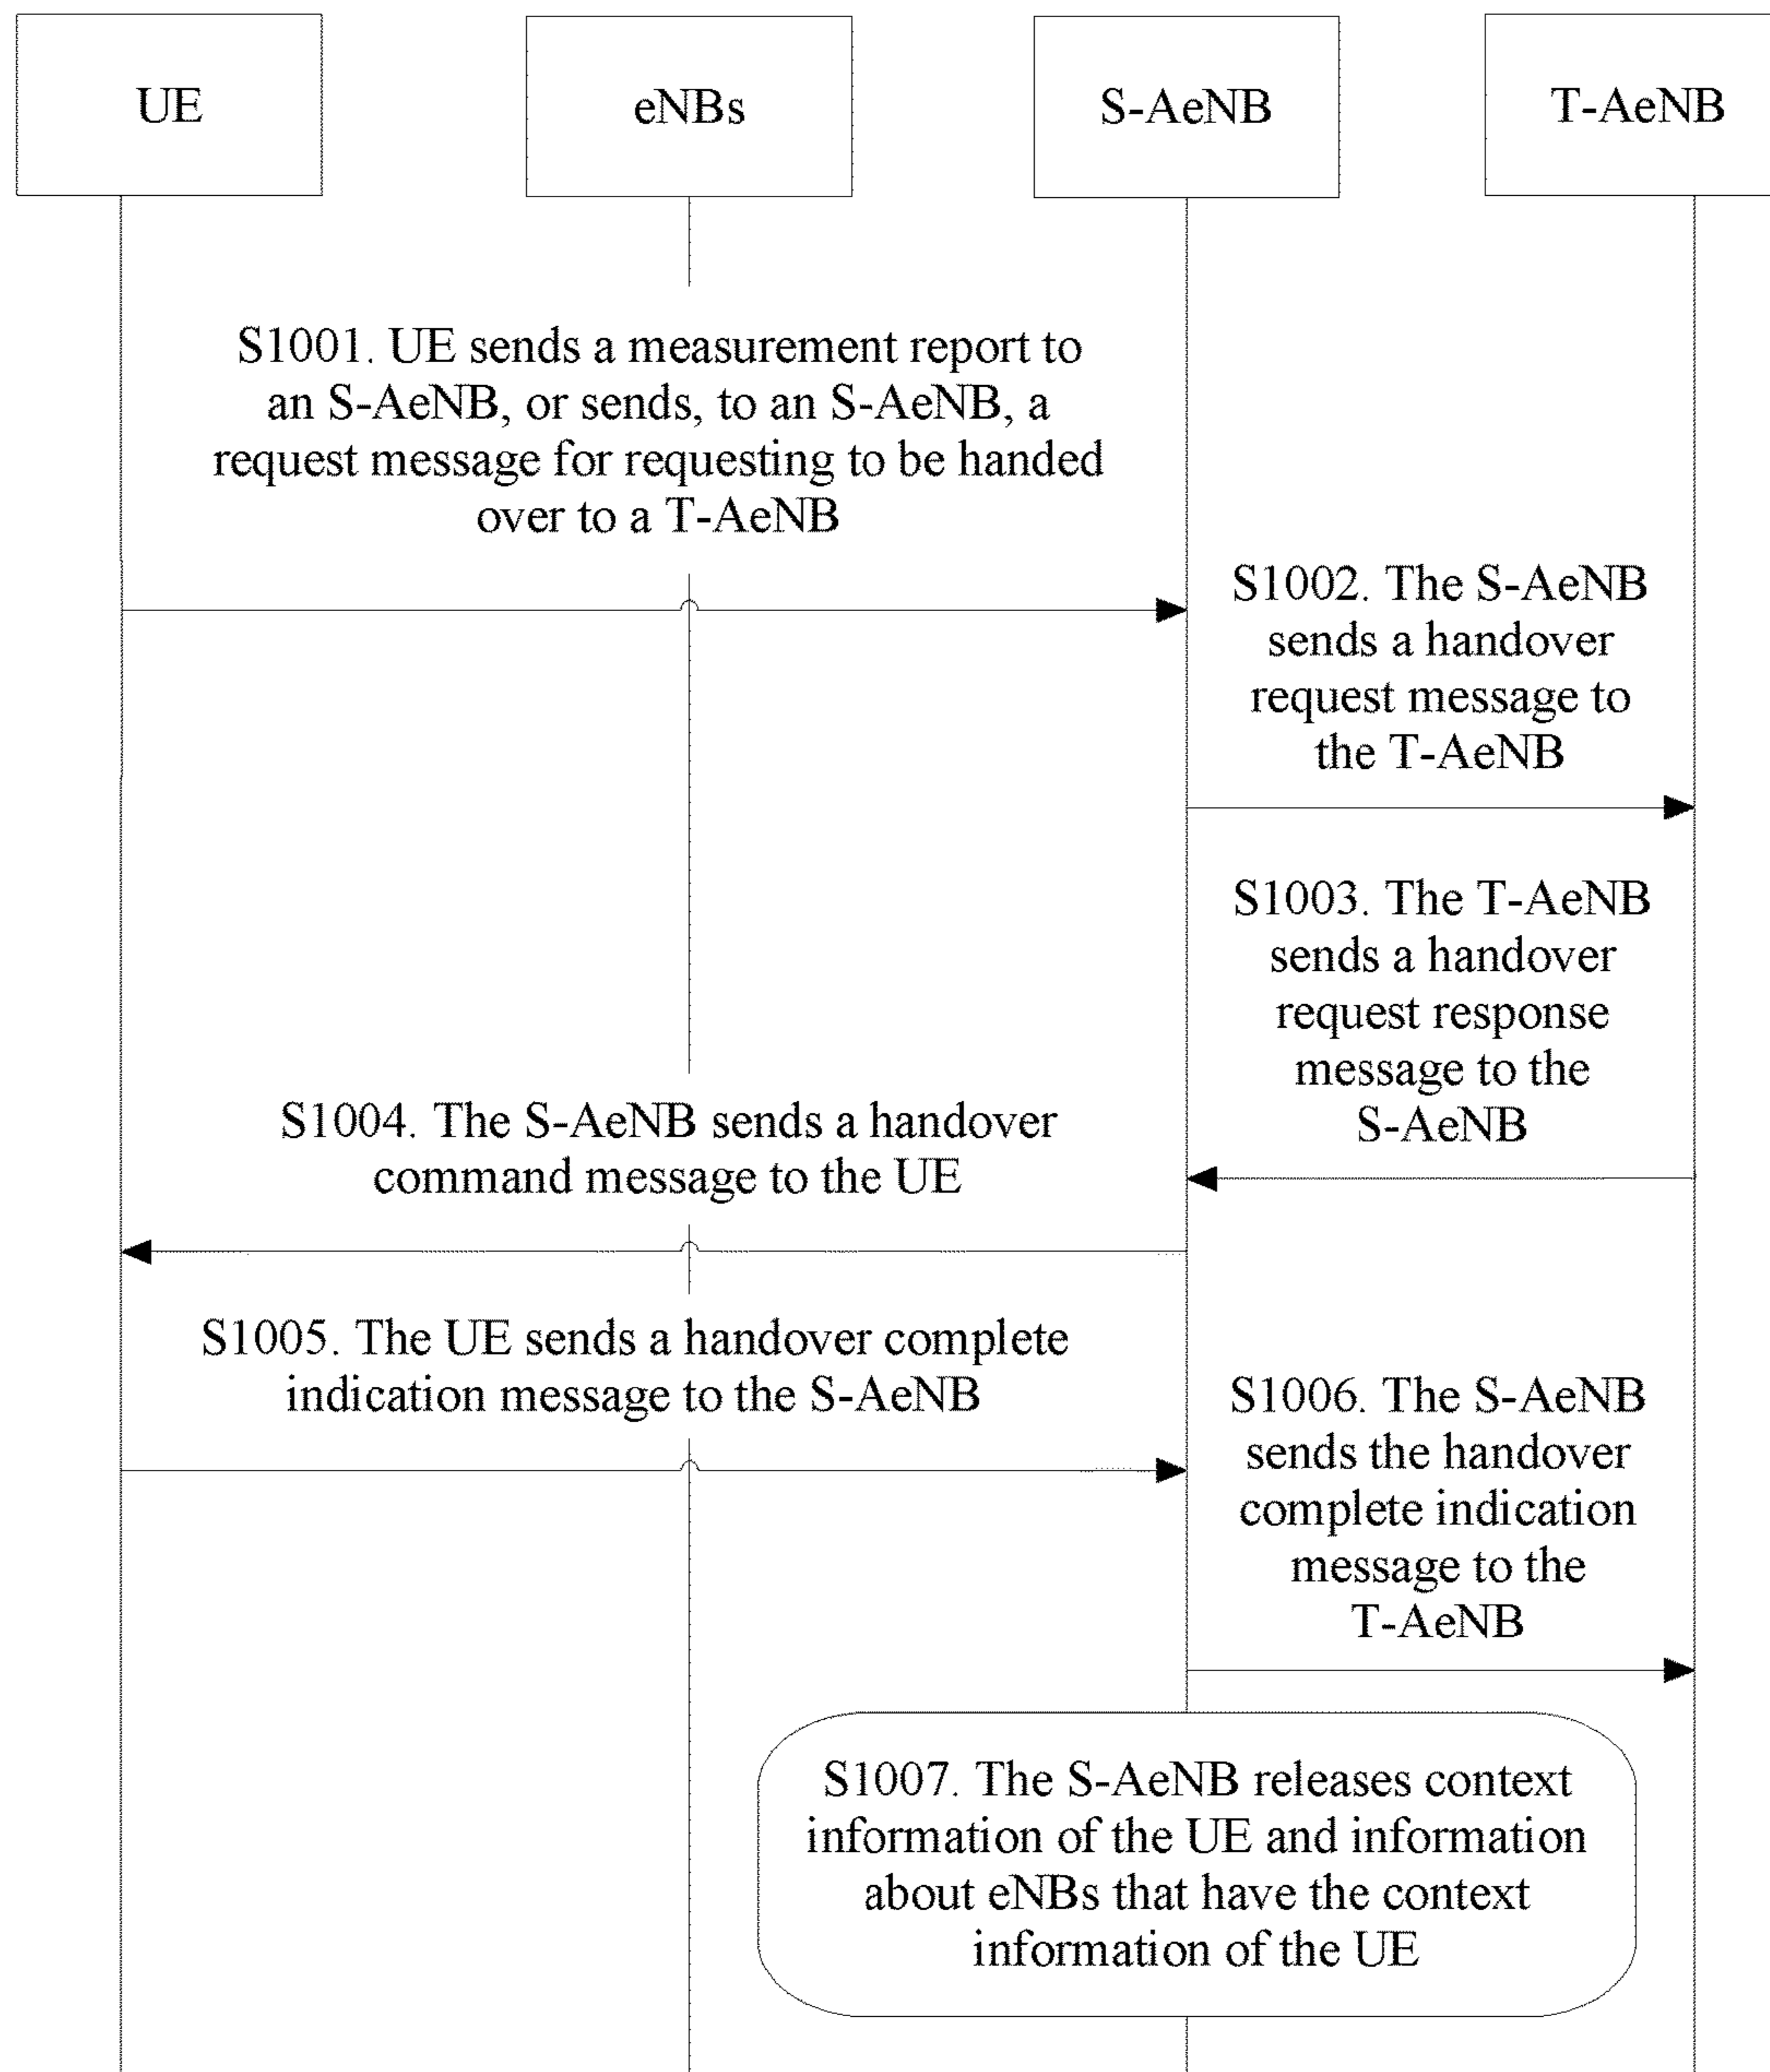 UE
eNBs
S-AeNB
T-AeNB
S1001. UE sends a measurement report to
an S-AeNB, or sends, to an S-AeNB, a
request message for requesting to be handed
over to a T-AeNB
S1002. The S-AeNB
sends a handover
request message to
the T-AeNB
S1003. The T-AeNB
sends a handover
request response
message to the
S-AeNB
S1004. The S-AeNB sends a handover
command message to the UE
S1005. The UE sends a handover complete
indication message to the S-AeNB
S1006. The S-AeNB
sends the handover
complete indication
message to the
T-AeNB
S1007. The S-AeNB releases context
information of the UE and information
about eNBs that have the context
information of the UE